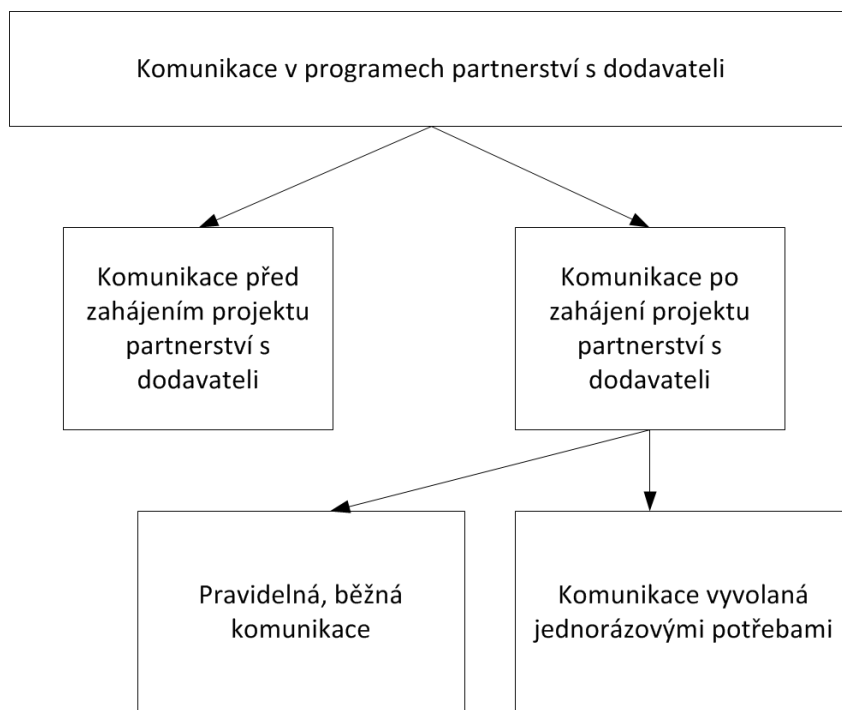 Komunikace v programech partnerství s dodavateli
Komunikace před
zahájením projektu
partnerství s
dodavateli
Komunikace po
zahájení projektu
partnerství s
dodavateli
Pravidelná, běžná
komunikace
Komunikace vyvolaná
jednorázovými potřebami